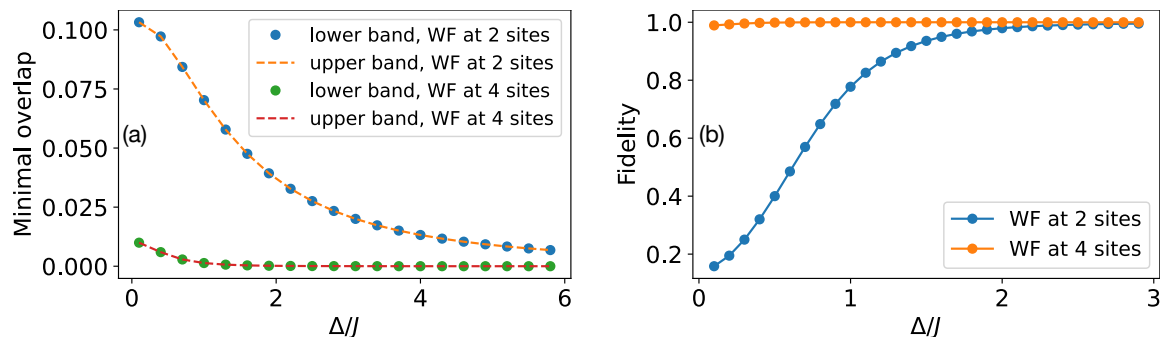 0.100
0.075
0.050
0.025
0.000
Minimal overlap
(a)
lower band, WF at 2 sites
upper band, WF at 2 sites
lower band, WF at 4 sites
upper band, WF at 4 sites
0 2 4 6
Δ/J
1.0
0.8
0.6
0.4
0.2
Fidelity
(b)
WF at 2 sites
WF at 4 sites
0 1 2 3
Δ/J